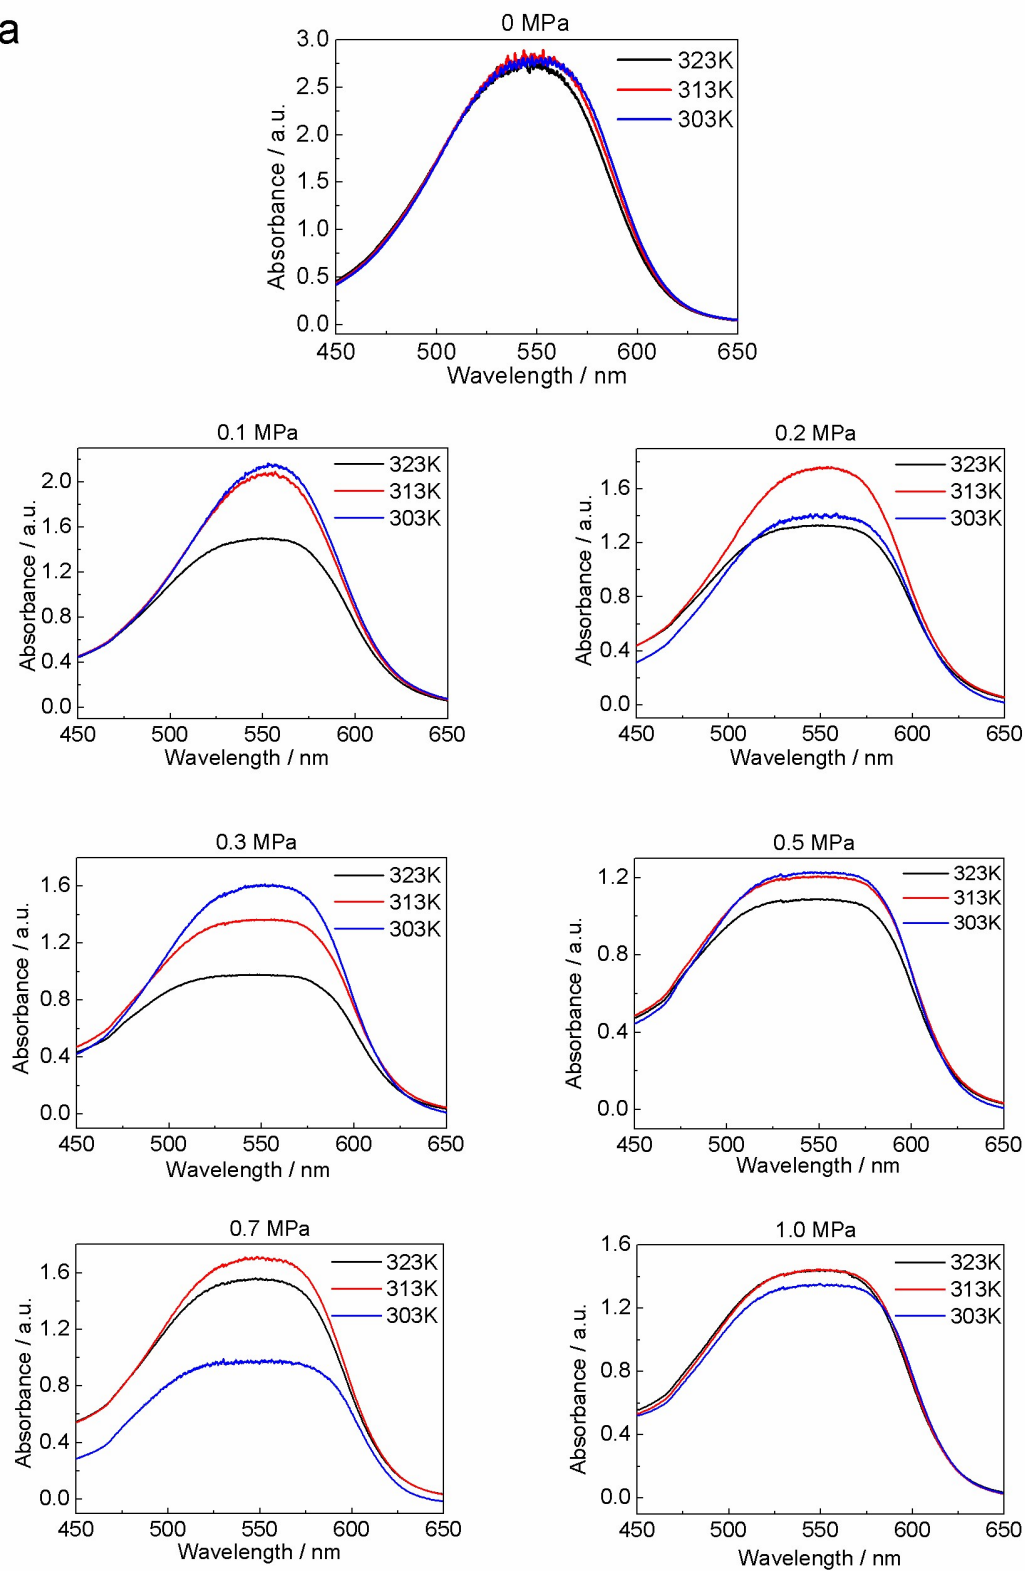 a
0 MPa
3.0
2.5
2.0
1.5
1.0
0.5
0.0
Absorbance / a.u.
323K
313K
303K
450 500 550 600 650
Wavelength / nm
0.1 MPa
2.0
1.6
1.2
0.8
0.4
0.0
Absorbance / a.u.
323K
313K
303K
450 500 550 600 650
Wavelength / nm
0.2 MPa
1.6
1.2
0.8
0.4
0.0
Absorbance / a.u.
323K
313K
303K
450 500 550 600 650
Wavelength / nm
0.3 MPa
1.6
1.2
0.8
0.4
0.0
Absorbance / a.u.
323K
313K
303K
450 500 550 600 650
Wavelength / nm
0.5 MPa
1.2
0.8
0.4
0.0
Absorbance / a.u.
323K
313K
303K
450 500 550 600 650
Wavelength / nm
0.7 MPa
1.6
1.2
0.8
0.4
0.0
Absorbance / a.u.
323K
313K
303K
450 500 550 600 650
Wavelength / nm
1.0 MPa
1.6
1.2
0.8
0.4
0.0
Absorbance / a.u.
323K
313K
303K
450 500 550 600 650
Wavelength / nm